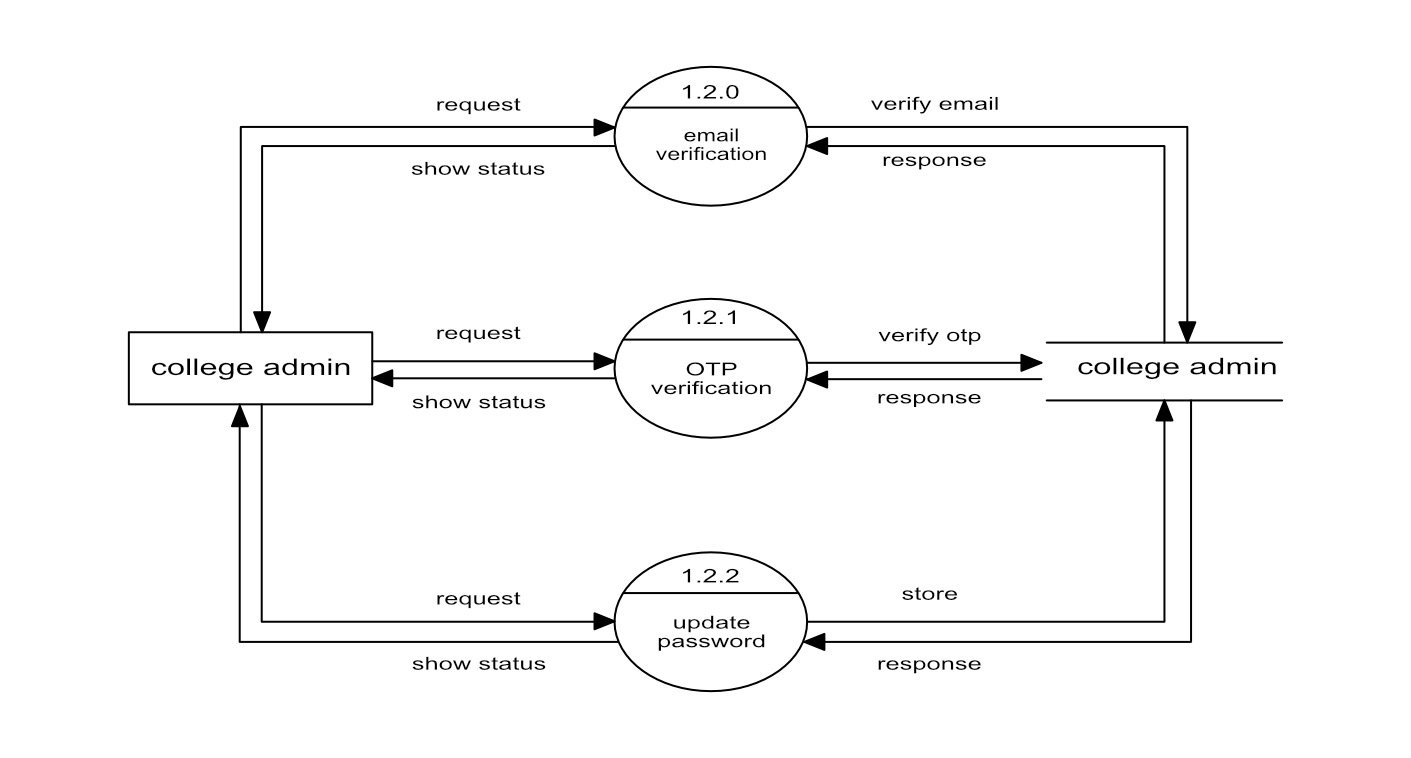 1.2.0
request
verify email
email
verification
show status
response
1.2.1
request
verify otp
college admin
OTP
verification
college admin
show status
response
1.2.2
request
store
update
password
show status
response